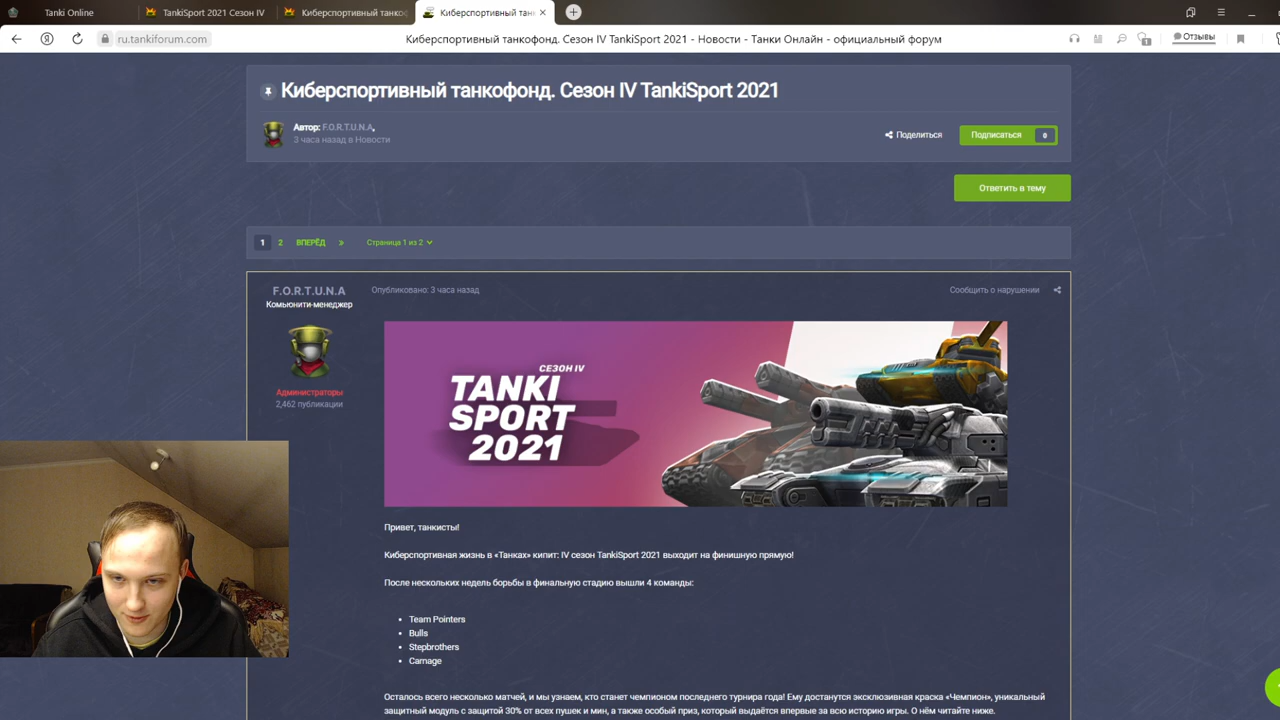 Tanki Online
TankiSport 2021 Сезон IV
Киберспортивный танкос
Киберспортивный танк
ru.tankiforum.com
Киберспортивный танкофонд. Сезон IV TankiSport 2021 - Новости - Танки Онлайн - официальный форум
1
Отзывы
Киберспортивный танкофонд. Сезон IV TankiSport 2021
Автор: F.O.R.T.U.N.A,
3 часа назад в Новости
Поделиться
Подписаться 0
Ответить в тему
1 2 ВПЕРЁД » Страница 1 из 2
F.O.R.T.U.N.A
Комьюнити-менеджер
Опубликовано: 3 часа назад
Сообщить о нарушении
Администраторы
2,462 публикации
СЕЗОН IV
TANKI
SPORT
2021
Привет, танкисты!
Киберспортивная жизнь в «Танках» кипит: IV сезон TankiSport 2021 выходит на финишную прямую!
После нескольких недель борьбы в финальную стадию вышли 4 команды:
• Team Pointers
• Bulls
• Stepbrothers
• Carnage
Осталось всего несколько матчей, и мы узнаем, кто станет чемпионом последнего турнира года! Ему достанутся эксклюзивная краска «Чемпион», уникальный
защитный модуль с защитой 30% от всех пушек и мин, а также особый приз, который выдаётся впервые за всю историю игры. О нём читайте ниже.